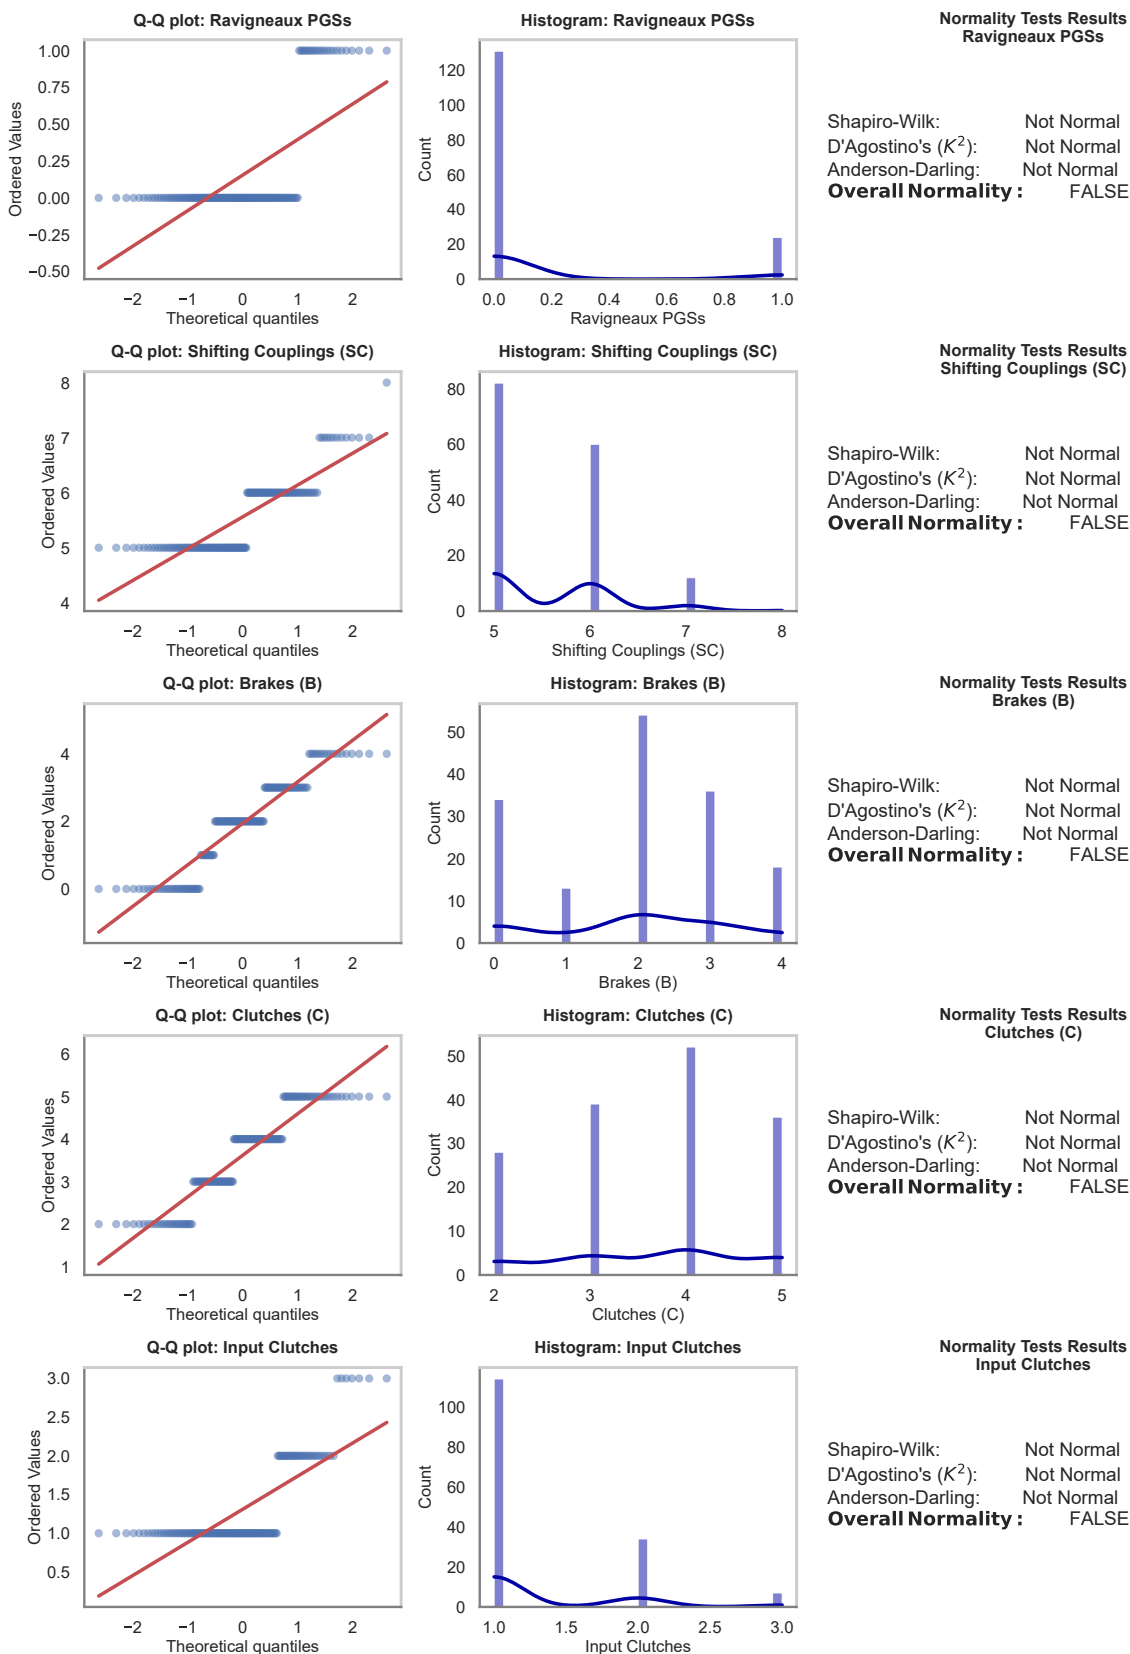 Q-Q plot: Ravigneaux PGSs
1.00
0.75
0.50
0.25
0.00
−0.25
−0.50
Ordered Values
−2 −1 0 1 2
Theoretical quantiles
Histogram: Ravigneaux PGSs
120
100
80
60
40
20
0
Count
0.0 0.2 0.4 0.6 0.8 1.0
Ravigneaux PGSs
Normality Tests Results
Ravigneaux PGSs
Shapiro-Wilk: Not Normal
D'Agostino's (K²): Not Normal
Anderson-Darling: Not Normal
Overall Normality: FALSE
Q-Q plot: Shifting Couplings (SC)
8
7
6
5
4
Ordered Values
−2 −1 0 1 2
Theoretical quantiles
Histogram: Shifting Couplings (SC)
80
60
40
20
0
Count
5 6 7 8
Shifting Couplings (SC)
Normality Tests Results
Shifting Couplings (SC)
Shapiro-Wilk: Not Normal
D'Agostino's (K²): Not Normal
Anderson-Darling: Not Normal
Overall Normality: FALSE
Q-Q plot: Brakes (B)
4
2
0
Ordered Values
−2 −1 0 1 2
Theoretical quantiles
Histogram: Brakes (B)
50
40
30
20
10
0
Count
0 1 2 3 4
Brakes (B)
Normality Tests Results
Brakes (B)
Shapiro-Wilk: Not Normal
D'Agostino's (K²): Not Normal
Anderson-Darling: Not Normal
Overall Normality: FALSE
Q-Q plot: Clutches (C)
6
5
4
3
2
1
Ordered Values
−2 −1 0 1 2
Theoretical quantiles
Histogram: Clutches (C)
50
40
30
20
10
0
Count
2 3 4 5
Clutches (C)
Normality Tests Results
Clutches (C)
Shapiro-Wilk: Not Normal
D'Agostino's (K²): Not Normal
Anderson-Darling: Not Normal
Overall Normality: FALSE
Q-Q plot: Input Clutches
3.0
2.5
2.0
1.5
1.0
0.5
Ordered Values
−2 −1 0 1 2
Theoretical quantiles
Histogram: Input Clutches
100
80
60
40
20
0
Count
1.0 1.5 2.0 2.5 3.0
Input Clutches
Normality Tests Results
Input Clutches
Shapiro-Wilk: Not Normal
D'Agostino's (K²): Not Normal
Anderson-Darling: Not Normal
Overall Normality: FALSE